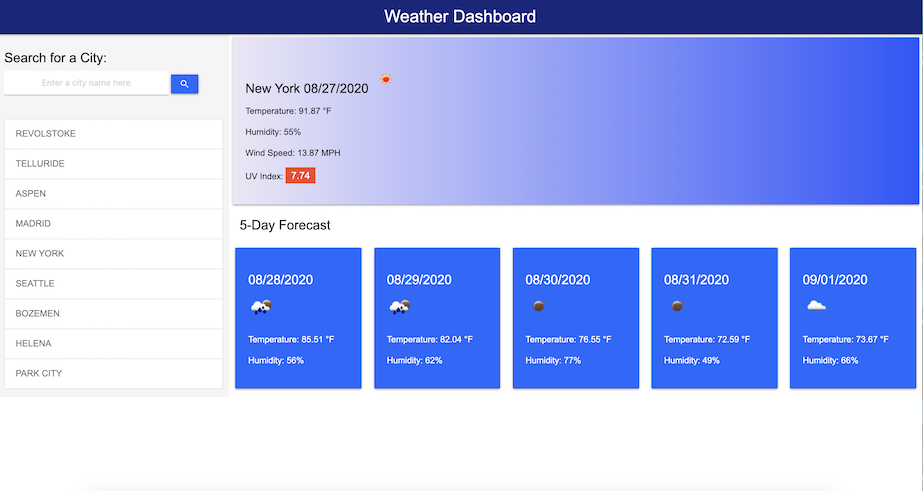 Weather Dashboard
Search for a City:
Enter a city name here
REVOLSTOKE
TELLURIDE
ASPEN
MADRID
NEW YORK
SEATTLE
BOZEMEN
HELENA
PARK CITY
New York 08/27/2020
Temperature: 91.87 °F
Humidity: 55%
Wind Speed: 13.87 MPH
UV Index: 7.74
5-Day Forecast
08/28/2020
Temperature: 85.51 °F
Humidity: 56%
08/29/2020
Temperature: 82.04 °F
Humidity: 62%
08/30/2020
Temperature: 76.55 °F
Humidity: 77%
08/31/2020
Temperature: 72.59 °F
Humidity: 49%
09/01/2020
Temperature: 73.67 °F
Humidity: 66%